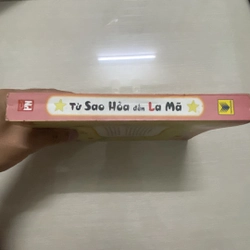 Từ Sao Hỏa đến La Mã